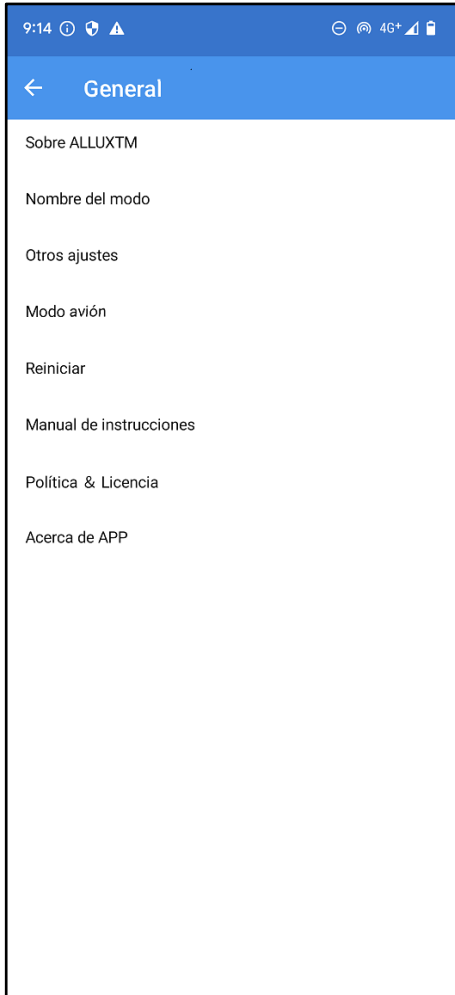 9:14 4G+
General
Sobre ALLUXTM
Nombre del modo
Otros ajustes
Modo avión
Reiniciar
Manual de instrucciones
Política & Licencia
Acerca de APP